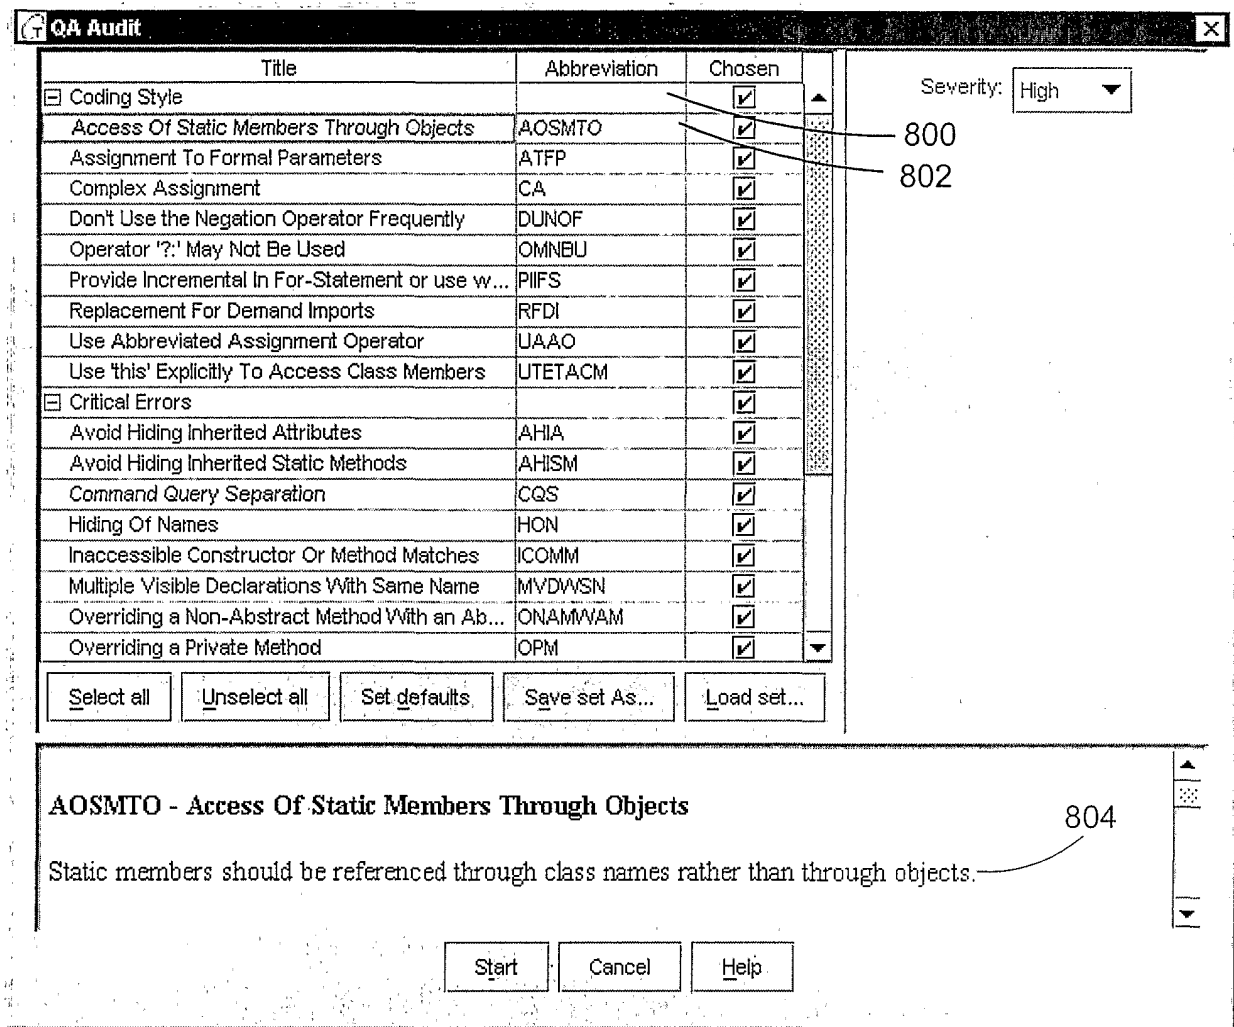 QA Audit
Title Abbreviation Chosen
Severity: High
Coding Style
800
Access Of Static Members Through Objects AOSMTO
802
Assignment To Formal Parameters ATFP
Complex Assignment CA
Don't Use the Negation Operator Frequently DUNOF
Operator '?:' May Not Be Used OMNBU
Provide Incremental In For-Statement or use w... PIIFS
Replacement For Demand Imports RFDI
Use Abbreviated Assignment Operator UAAO
Use 'this' Explicitly To Access Class Members UTETACM
Critical Errors
Avoid Hiding Inherited Attributes AHIA
Avoid Hiding Inherited Static Methods AHISM
Command Query Separation CQS
Hiding Of Names HON
Inaccessible Constructor Or Method Matches ICOMM
Multiple Visible Declarations With Same Name MVDWSN
Overriding a Non-Abstract Method With an Ab... ONAMWAM
Overriding a Private Method OPM
Select all Unselect all Set defaults Save set As... Load set...
AOSMTO - Access Of Static Members Through Objects
804
Static members should be referenced through class names rather than through objects.
Start Cancel Help